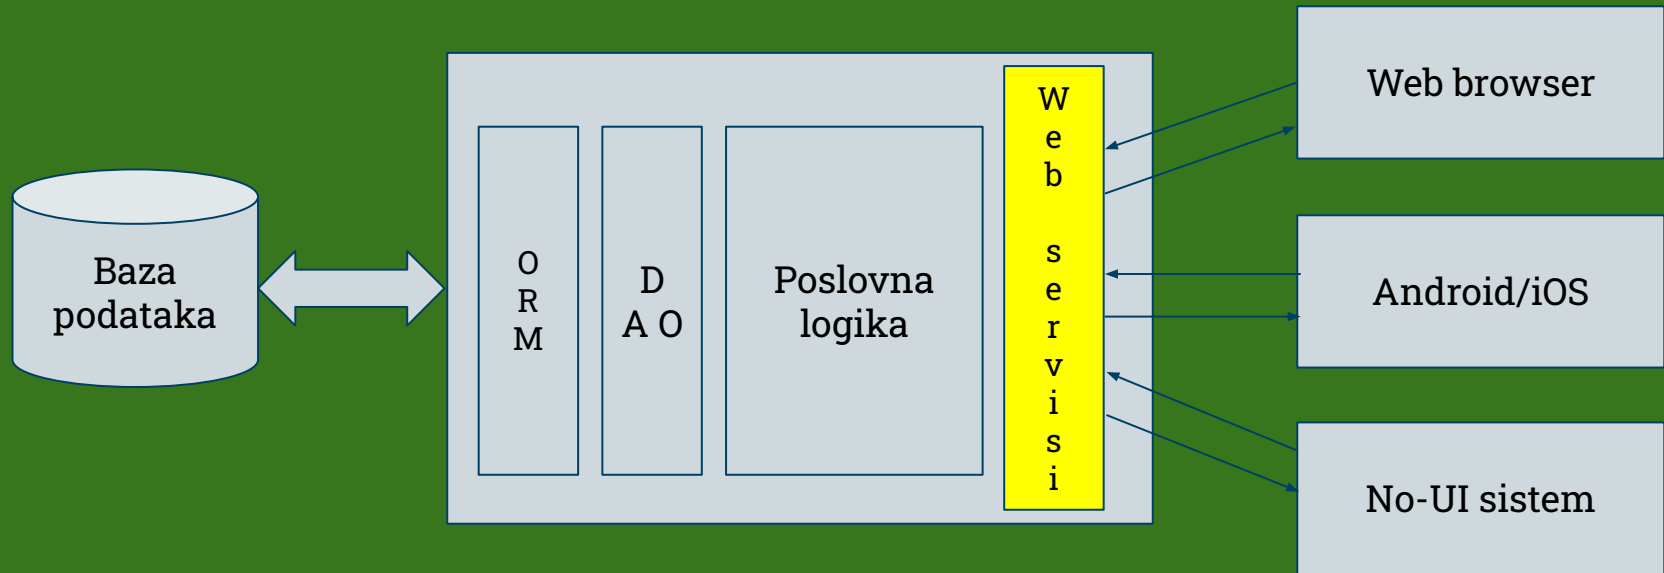 Baza
podataka
O
R
M
D
A O
Poslovna
logika
W
e
b
s
e
r
v
i
s
i
Web browser
Android/iOS
No-UI sistem